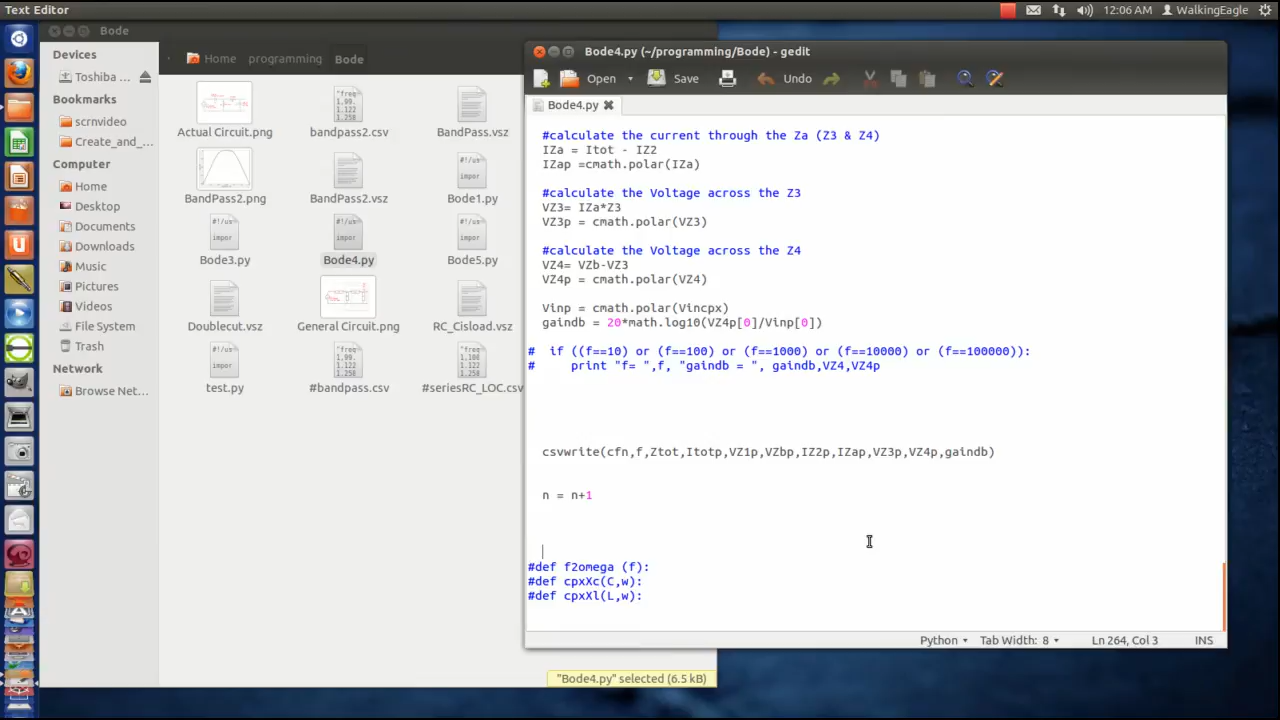 Text Editor
12:06 AM
WalkingEagle
Bode
Devices
Toshiba ...
Bookmarks
scrnvideo
Create_and_...
Computer
Home
Desktop
Documents
Downloads
Music
Pictures
Videos
File System
Trash
Network
Browse Net...
Home programming Bode
Actual Circuit.png
bandpass2.csv
BandPass.vsz
BandPass2.png
BandPass2.vsz
Bode1.py
Bode3.py
Bode4.py
Bode5.py
Doublecut.vsz
General Circuit.png
RC_Cisload.vsz
test.py
#bandpass.csv
#seriesRC_LOC.csv
"Bode4.py" selected (6.5 kB)
Bode4.py (~/programming/Bode) - gedit
Open Save Undo
Bode4.py
#calculate the current through the Za (Z3 & Z4)
IZa = Itot - IZ2
IZap =cmath.polar(IZa)
#calculate the Voltage across the Z3
VZ3= IZa*Z3
VZ3p = cmath.polar(VZ3)
#calculate the Voltage across the Z4
VZ4= VZb-VZ3
VZ4p = cmath.polar(VZ4)
Vinp = cmath.polar(Vincpx)
gaindb = 20*math.log10(VZ4p[0]/Vinp[0])
# if ((f==10) or (f==100) or (f==1000) or (f==10000) or (f==100000)):
# print "f= ",f, "gaindb = ", gaindb,VZ4,VZ4p
csvwrite(cfn,f,Ztot,Itotp,VZ1p,VZbp,IZ2p,IZap,VZ3p,VZ4p,gaindb)
n = n+1
#def f2omega (f):
#def cpxXc(C,w):
#def cpxXl(L,w):
Python Tab Width: 8 Ln 264, Col 3 INS